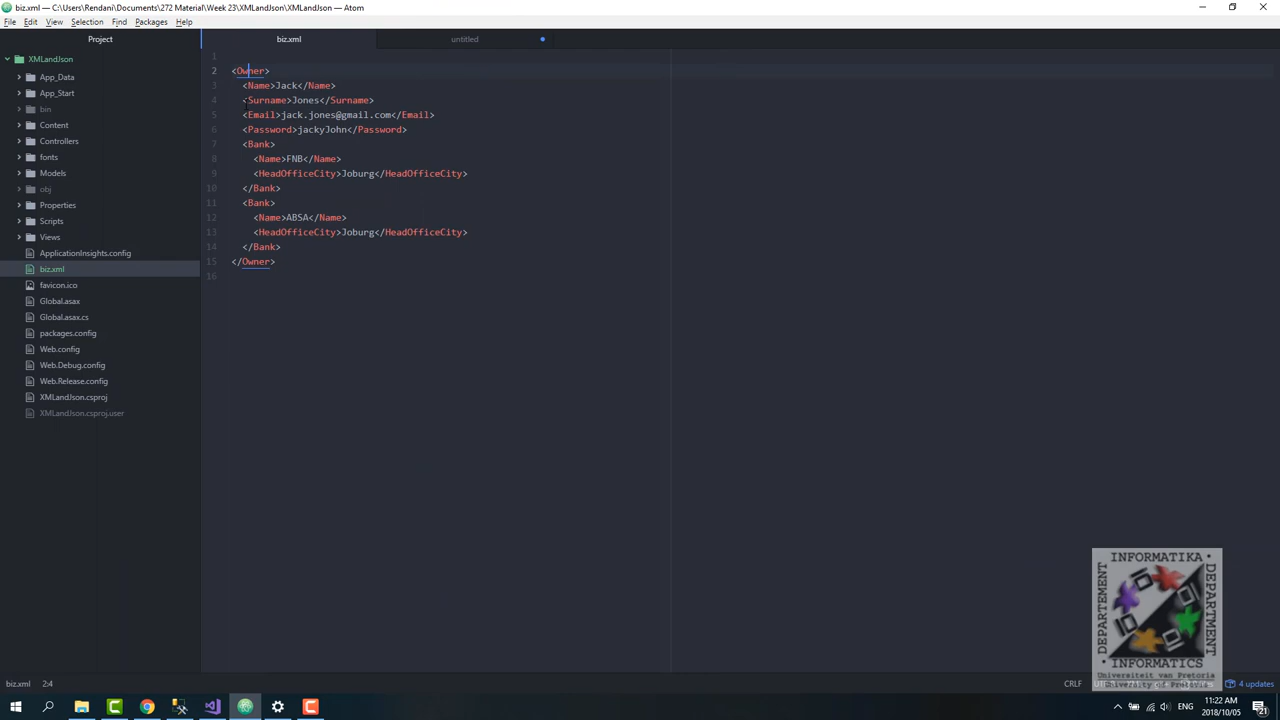 biz.xml — C:\Users\Rendani\Documents\272 Material\Week 23\XMLandJson\XMLandJson — Atom
File Edit View Selection Find Packages Help
Project
biz.xml
untitled
XMLandJson
App_Data
App_Start
bin
Content
Controllers
fonts
Models
obj
Properties
Scripts
Views
ApplicationInsights.config
biz.xml
favicon.ico
Global.asax
Global.asax.cs
packages.config
Web.config
Web.Debug.config
Web.Release.config
XMLandJson.csproj
XMLandJson.csproj.user
1
2 <Owner>
3 <Name>Jack</Name>
4 <Surname>Jones</Surname>
5 <Email>jack.jones@gmail.com</Email>
6 <Password>jackyJohn</Password>
7 <Bank>
8 <Name>FNB</Name>
9 <HeadOfficeCity>Joburg</HeadOfficeCity>
10 </Bank>
11 <Bank>
12 <Name>ABSA</Name>
13 <HeadOfficeCity>Joburg</HeadOfficeCity>
14 </Bank>
15 </Owner>
16
DEPARTEMENT INFORMATIKA
DEPARTMENT INFORMATICS
Universiteit van Pretoria
biz.xml 2:4
CRLF
4 updates
ENG
11:22 AM
2018/10/05